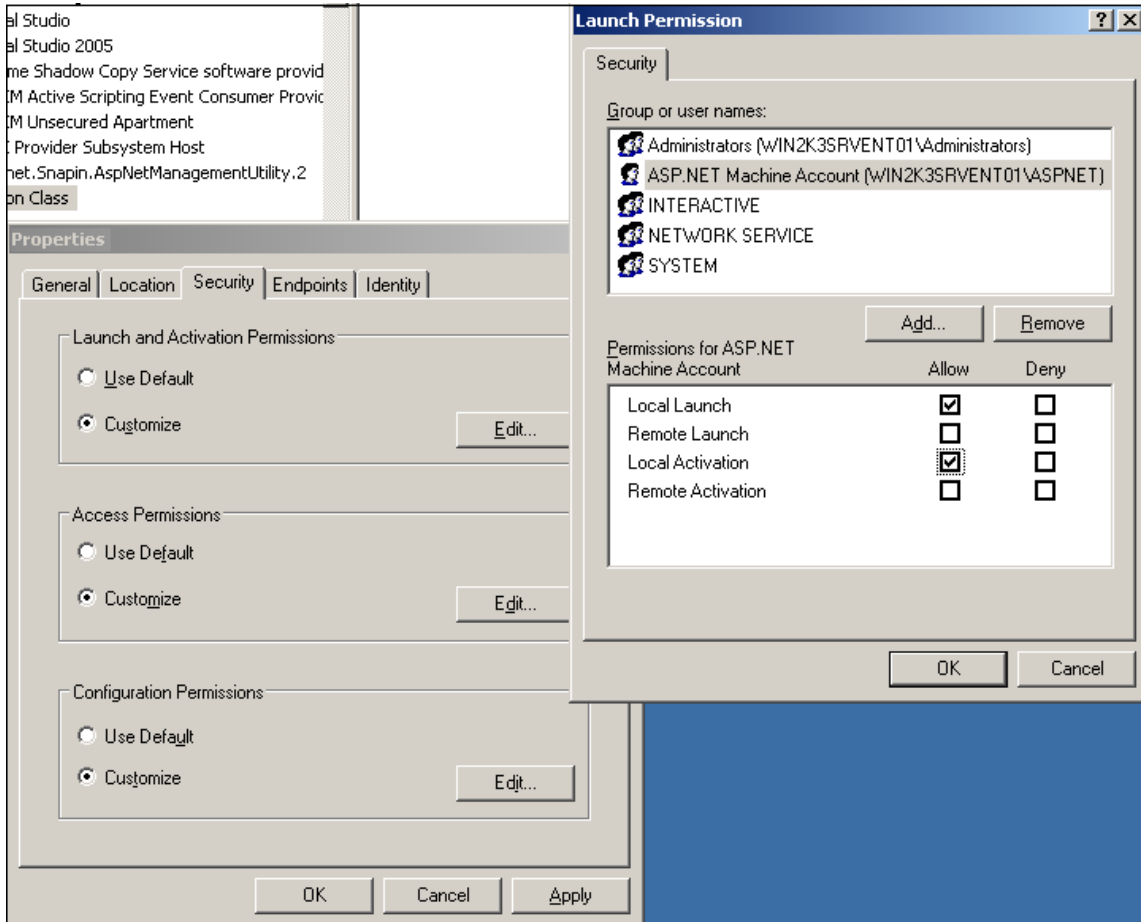 al Studio
al Studio 2005
me Shadow Copy Service software provid
IM Active Scripting Event Consumer Provic
IM Unsecured Apartment
I Provider Subsystem Host
net.Snapin.AspNetManagementUtility.2
on Class
Properties
General Location Security Endpoints Identity
Launch and Activation Permissions
Use Default
Customize
Edit...
Access Permissions
Use Default
Customize
Edit...
Configuration Permissions
Use Default
Customize
Edit...
OK Cancel Apply
Launch Permission
Security
Group or user names:
Administrators (WIN2K3SRVENT01\Administrators)
ASP.NET Machine Account (WIN2K3SRVENT01\ASPNET)
INTERACTIVE
NETWORK SERVICE
SYSTEM
Add... Remove
Permissions for ASP.NET
Machine Account Allow Deny
Local Launch
Remote Launch
Local Activation
Remote Activation
OK Cancel